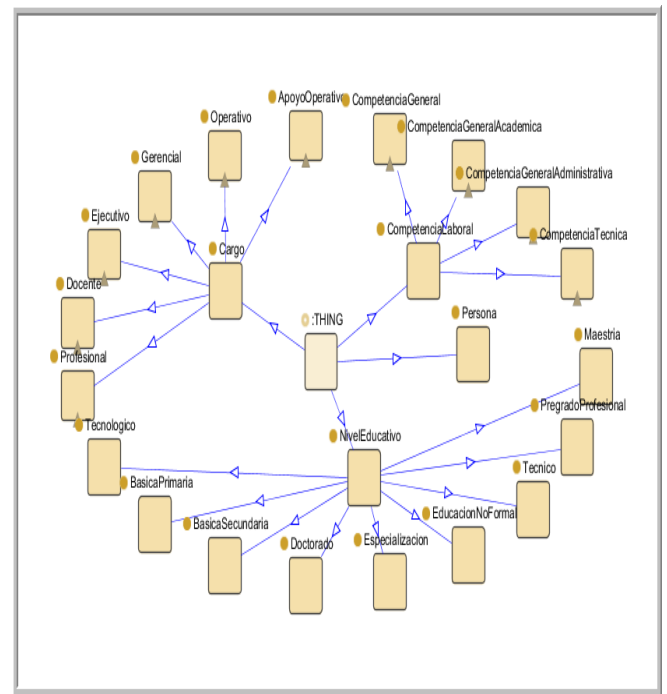 ApoyoOperativo
CompetenciaGeneral
Operativo
CompetenciaGeneralAcademica
Gerencial
CompetenciaGeneralAdministrativa
Ejecutivo
Cargo
CompetenciaLaboral
CompetenciaTecnica
Docente
:THING
Persona
Maestria
Profesional
PregradoProfesional
Tecnologico
NivelEducativo
Tecnico
BasicaPrimaria
EducacionNoFormal
BasicaSecundaria
Doctorado
Especializacion